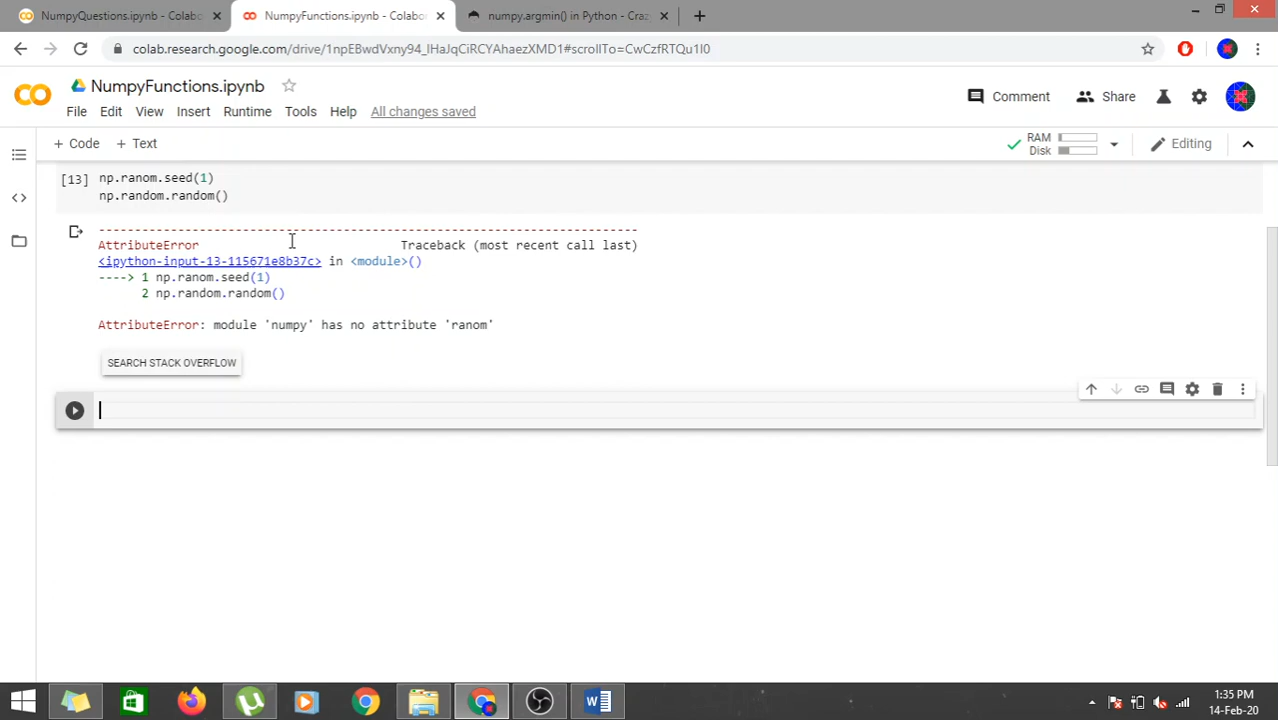 NumpyQuestions.ipynb - Colabo
NumpyFunctions.ipynb - Colabor
numpy.argmin() in Python - Craz
colab.research.google.com/drive/1npEBwdVxny94_lHaJqCiRCYAhaezXMD1#scrollTo=CwCzfRTQu1I0
NumpyFunctions.ipynb
File Edit View Insert Runtime Tools Help All changes saved
Comment Share
+ Code + Text
RAM
Disk
Editing
[13] np.ranom.seed(1)
np.random.random()
---------------------------------------------------------------------------
AttributeError Traceback (most recent call last)
<ipython-input-13-115671e8b37c> in <module>()
----> 1 np.ranom.seed(1)
2 np.random.random()
AttributeError: module 'numpy' has no attribute 'ranom'
SEARCH STACK OVERFLOW
1:35 PM
14-Feb-20